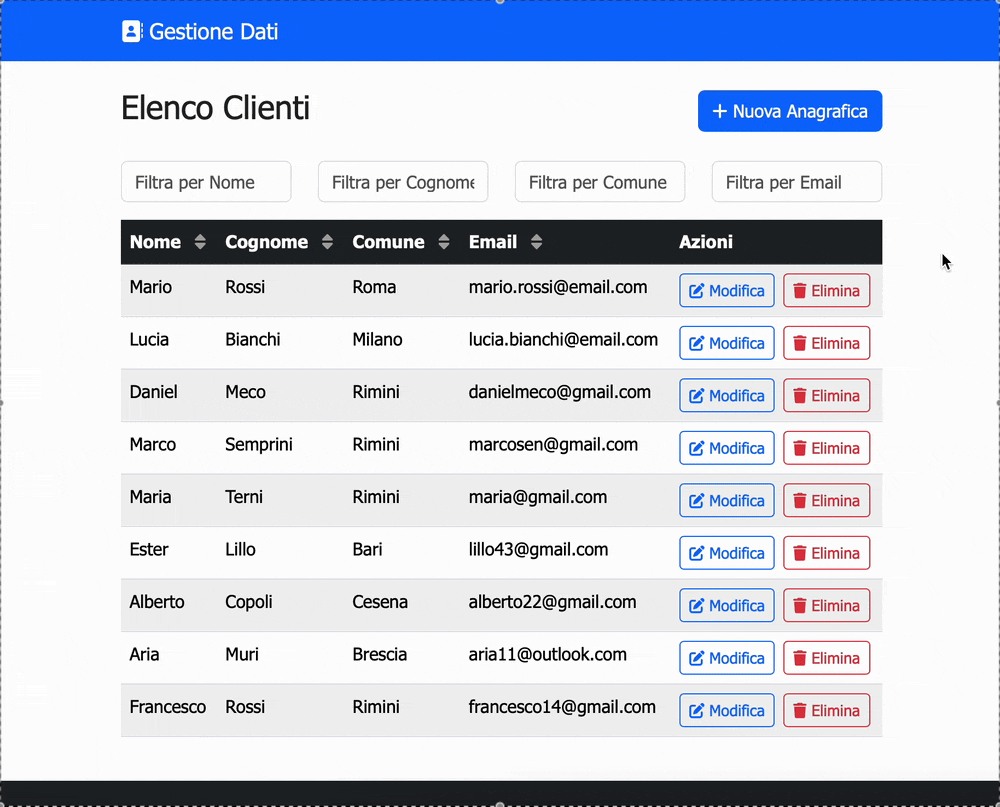 Gestione Dati
Elenco Clienti
+ Nuova Anagrafica
Filtra per Nome Filtra per Cognome Filtra per Comune Filtra per Email
Nome Cognome Comune Email Azioni
Mario Rossi Roma mario.rossi@email.com Modifica Elimina
Lucia Bianchi Milano lucia.bianchi@email.com Modifica Elimina
Daniel Meco Rimini danielmeco@gmail.com Modifica Elimina
Marco Semprini Rimini marcosen@gmail.com Modifica Elimina
Maria Terni Rimini maria@gmail.com Modifica Elimina
Ester Lillo Bari lillo43@gmail.com Modifica Elimina
Alberto Copoli Cesena alberto22@gmail.com Modifica Elimina
Aria Muri Brescia aria11@outlook.com Modifica Elimina
Francesco Rossi Rimini francesco14@gmail.com Modifica Elimina